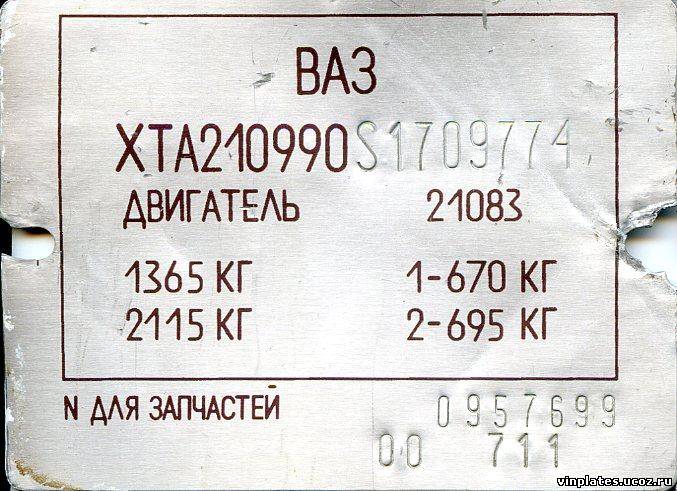 ВАЗ
XTA210990S1709774
ДВИГАТЕЛЬ 21083
1365 КГ 1-670 КГ
2115 КГ 2-695 КГ
N ДЛЯ ЗАПЧАСТЕЙ 0957699
00 711
vinplates.ucoz.ru